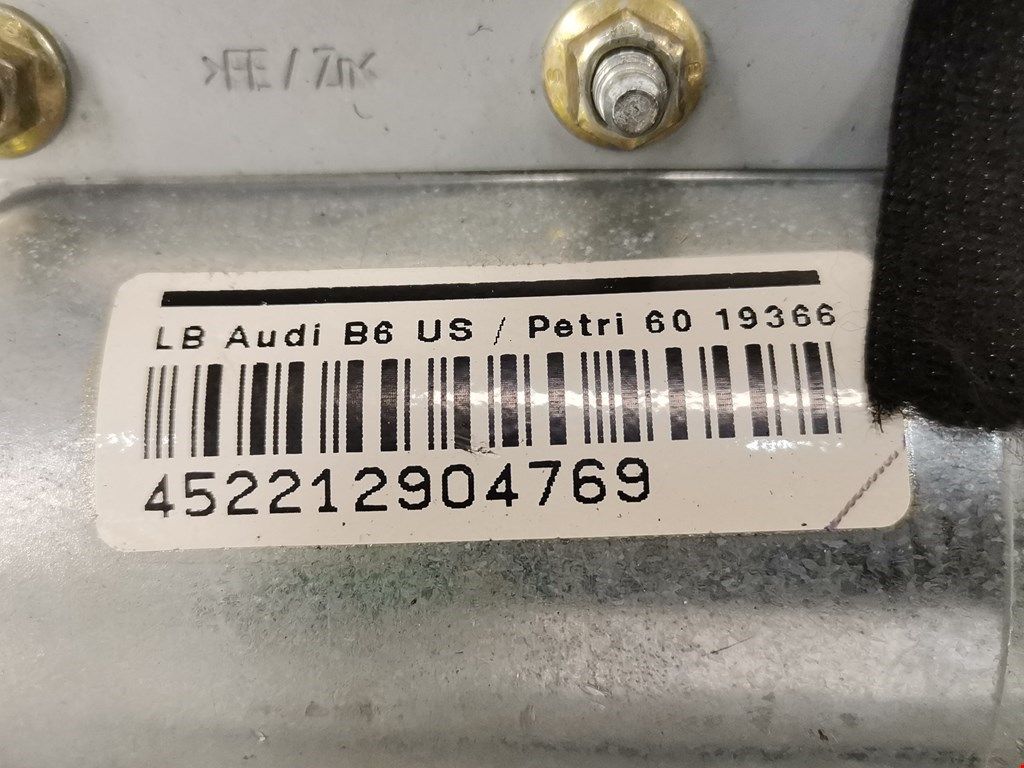 >FE/Zn<
LB Audi B6 US / Petri 60 19366
452212904769